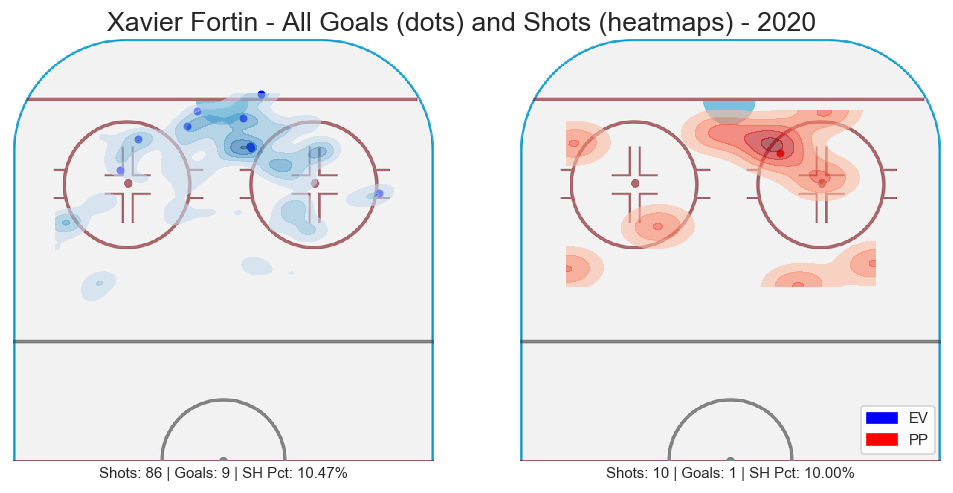 Xavier Fortin - All Goals (dots) and Shots (heatmaps) - 2020
EV
PP
Shots: 86 | Goals: 9 | SH Pct: 10.47%
Shots: 10 | Goals: 1 | SH Pct: 10.00%